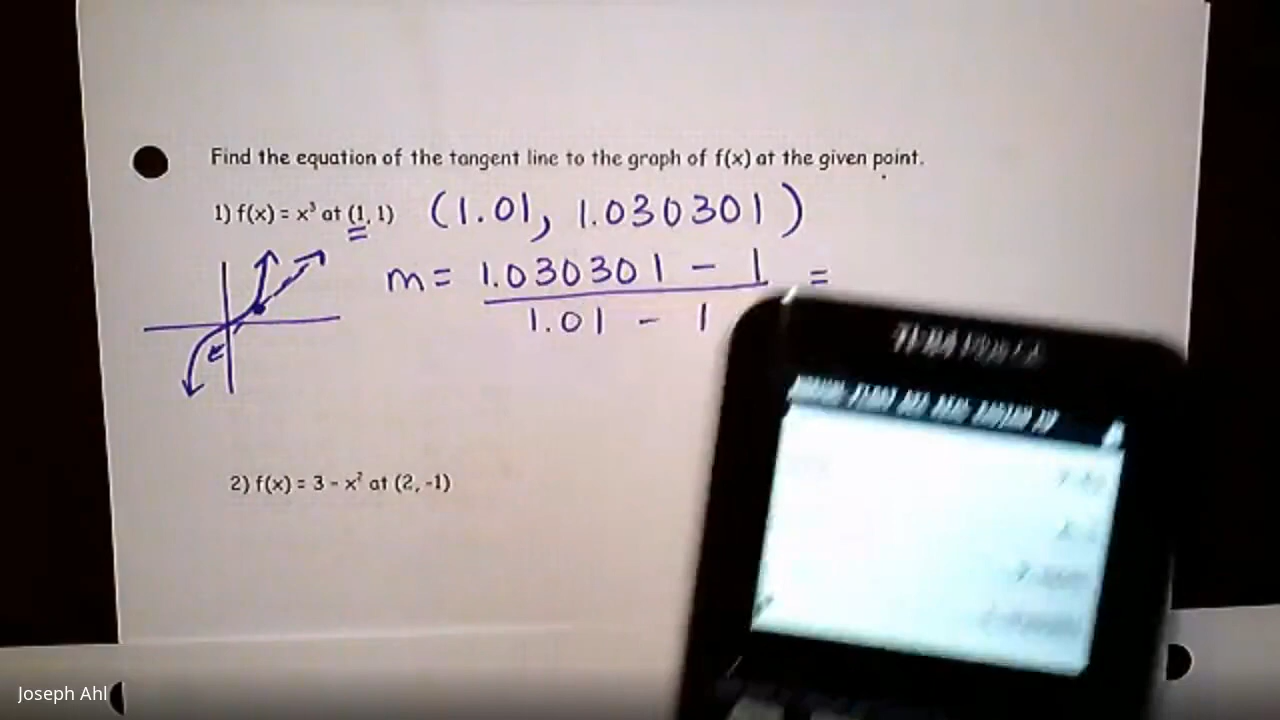 Find the equation of the tangent line to the graph of f(x) at the given point.
1) f(x) = x³ at (1, 1) (1.01, 1.030301)
m = 1.030301 - 1 =
1.01 - 1
2) f(x) = 3 - x² at (2, -1)
Joseph Ahl